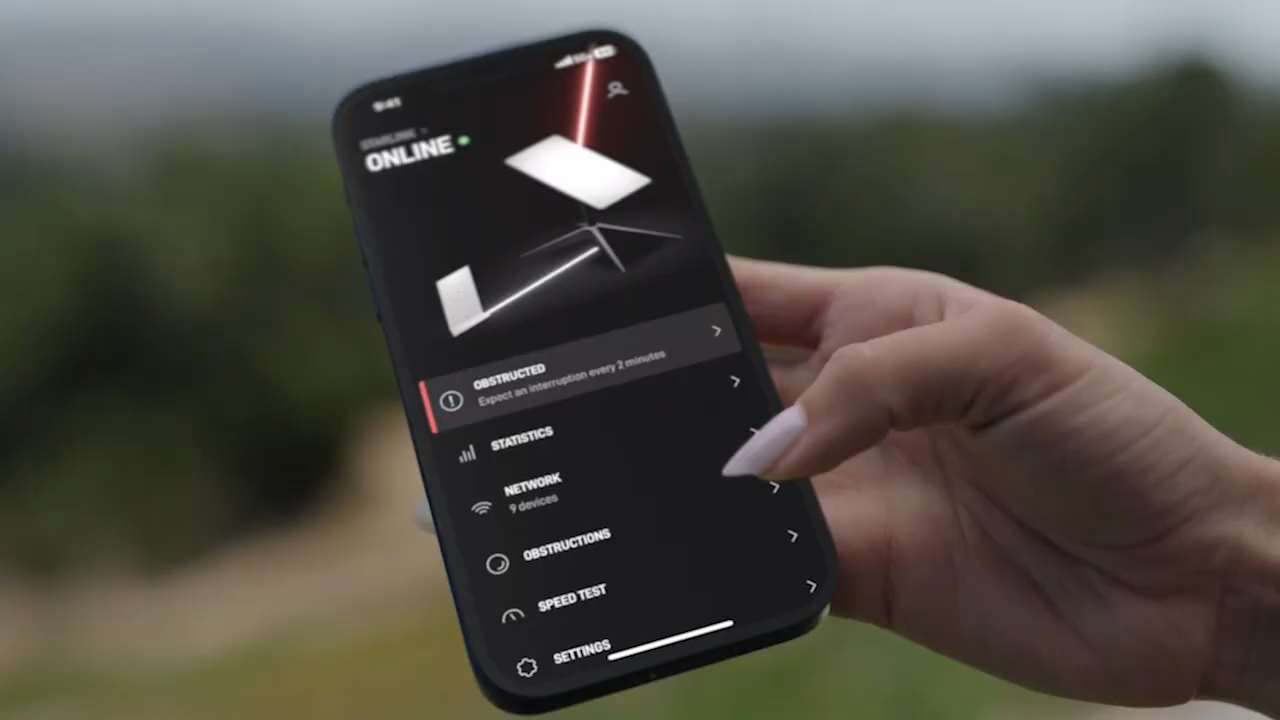 9:41
STARLINK
ONLINE
OBSTRUCTED
Expect an interruption every 2 minutes
STATISTICS
NETWORK
9 devices
OBSTRUCTIONS
SPEED TEST
SETTINGS